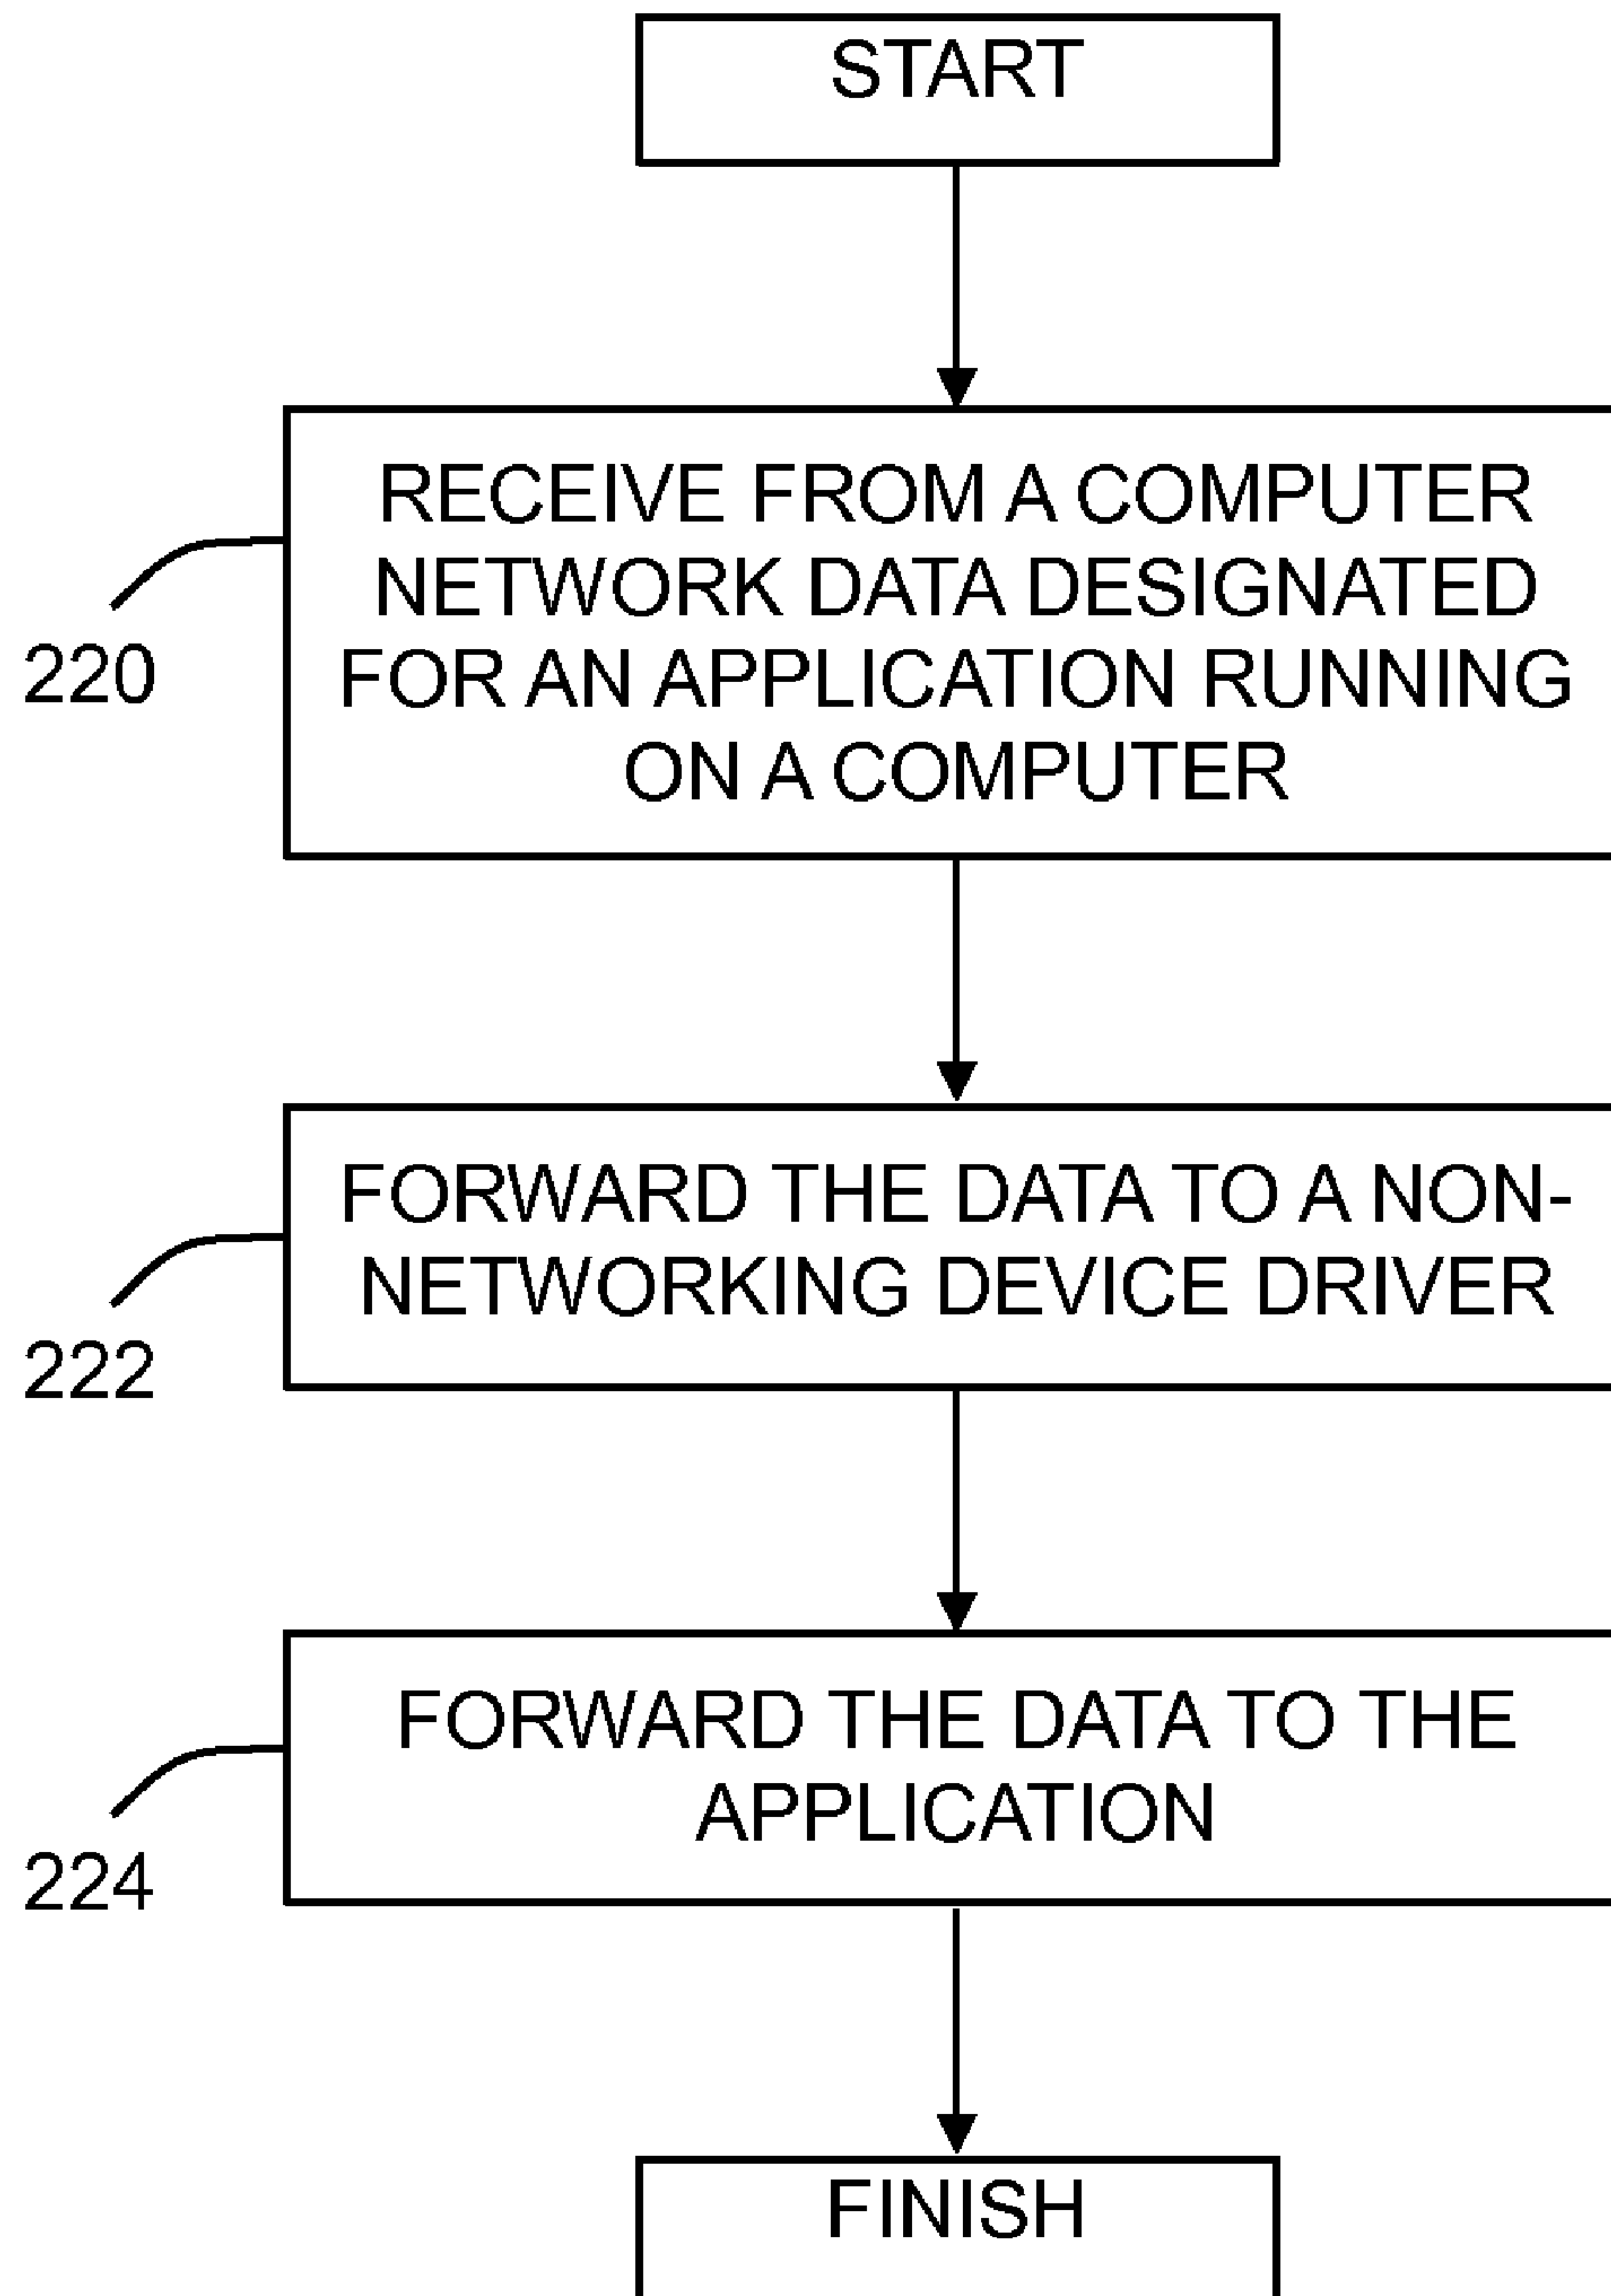 START
RECEIVE FROM A COMPUTER
NETWORK DATA DESIGNATED
FOR AN APPLICATION RUNNING
ON A COMPUTER
220
FORWARD THE DATA TO A NON-
NETWORKING DEVICE DRIVER
222
FORWARD THE DATA TO THE
APPLICATION
224
FINISH